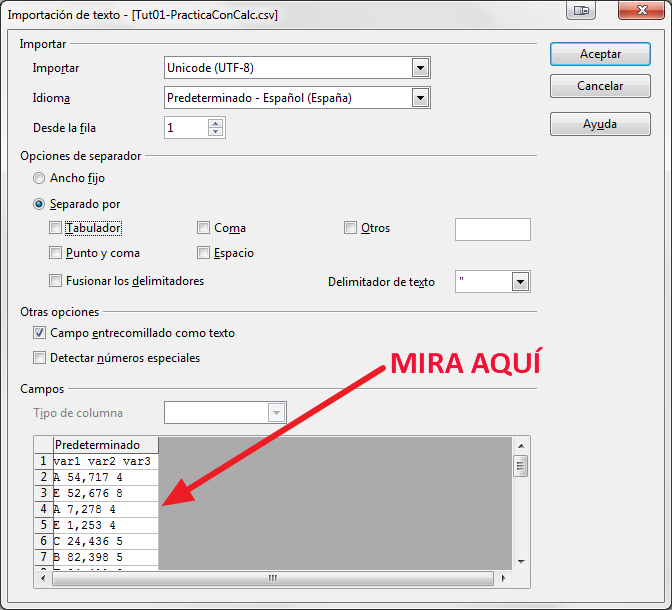 Importación de texto - [Tut01-PracticaConCalc.csv]
Importar
Importar Unicode (UTF-8)
Idioma Predeterminado - Español (España)
Desde la fila 1
Aceptar
Cancelar
Ayuda
Opciones de separador
Ancho fijo
Separado por
Tabulador Coma Otros
Punto y coma Espacio
Fusionar los delimitadores Delimitador de texto "
Otras opciones
Campo entrecomillado como texto
Detectar números especiales
MIRA AQUÍ
Campos
Tipo de columna
Predeterminado
1 var1 var2 var3
2 A 54,717 4
3 E 52,676 8
4 A 7,278 4
5 E 1,253 4
6 C 24,436 5
7 B 82,398 5